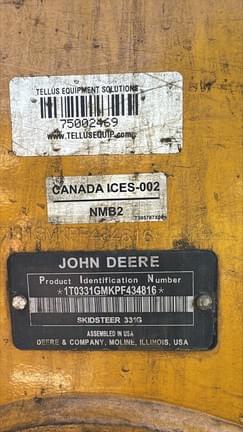 TELLUS EQUIPMENT SOLUTIONS
75002469
www.TELLUSEQUIP.com
CANADA ICES-002
NMB2
JOHN DEERE
Product Identification Number
*1T0331GMKPF434816*
SKIDSTEER 331G
ASSEMBLED IN USA
DEERE & COMPANY, MOLINE, ILLINOIS, USA